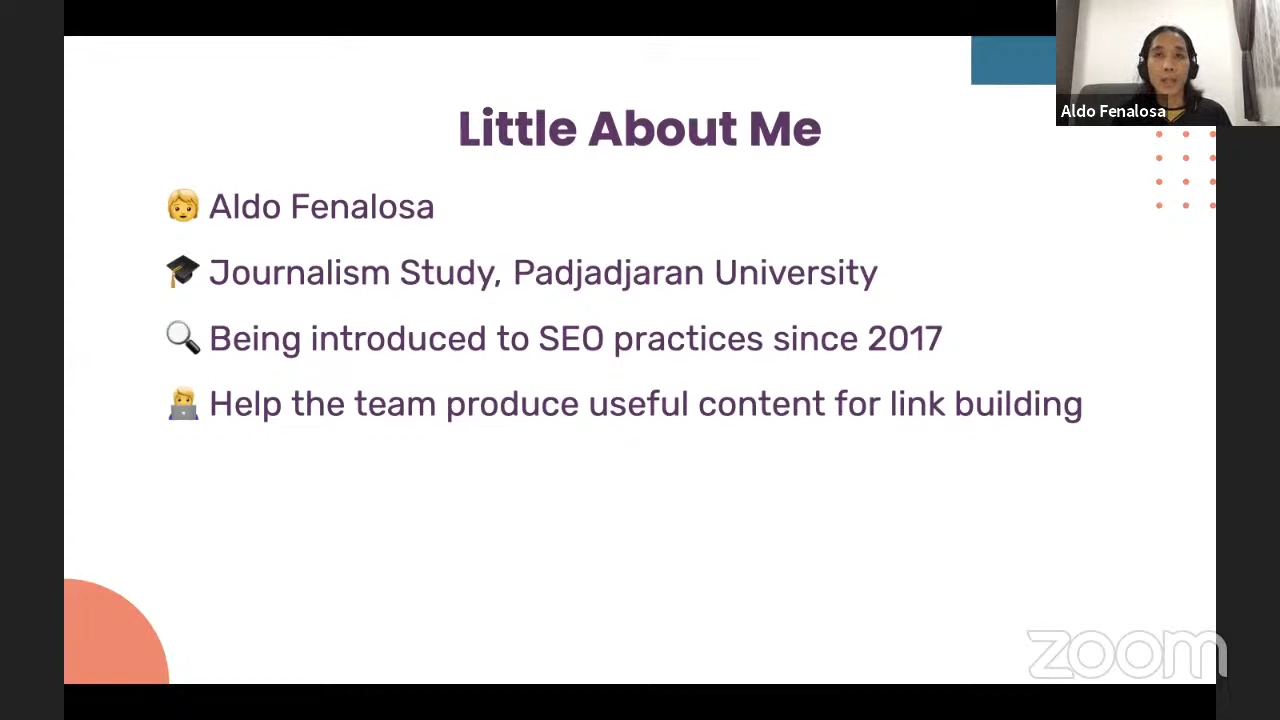 Little About Me
Aldo Fenalosa
Aldo Fenalosa
Journalism Study, Padjadjaran University
Being introduced to SEO practices since 2017
Help the team produce useful content for link building
zoom